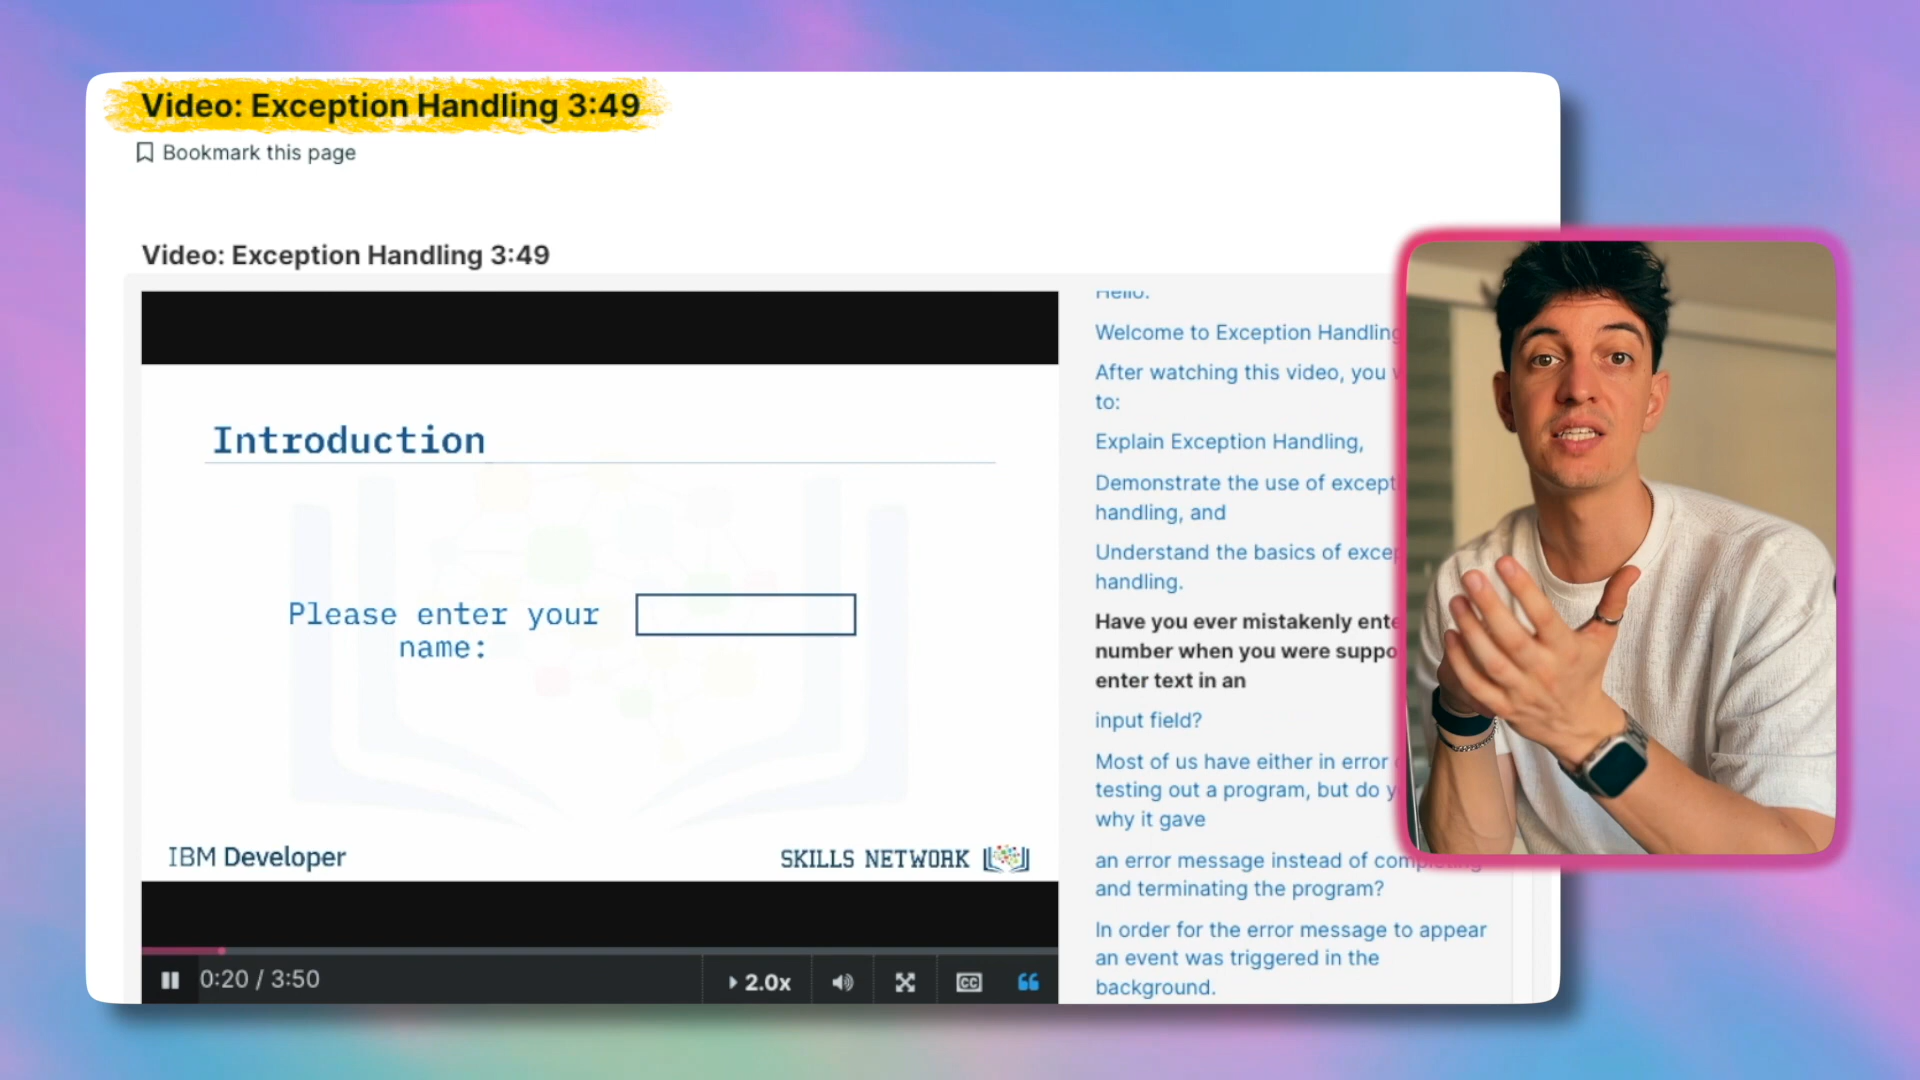 Video: Exception Handling 3:49
Bookmark this page
Video: Exception Handling 3:49
Introduction
Please enter your
name:
IBM Developer
SKILLS NETWORK
0:20 / 3:50
2.0x
CC
Hello.
Welcome to Exception Handling
After watching this video, you
to:
Explain Exception Handling,
Demonstrate the use of except
handling, and
Understand the basics of exce
handling.
Have you ever mistakenly ente
number when you were suppo
enter text in an
input field?
Most of us have either in error
testing out a program, but do y
why it gave
an error message instead of completing
and terminating the program?
In order for the error message to appear
an event was triggered in the
background.